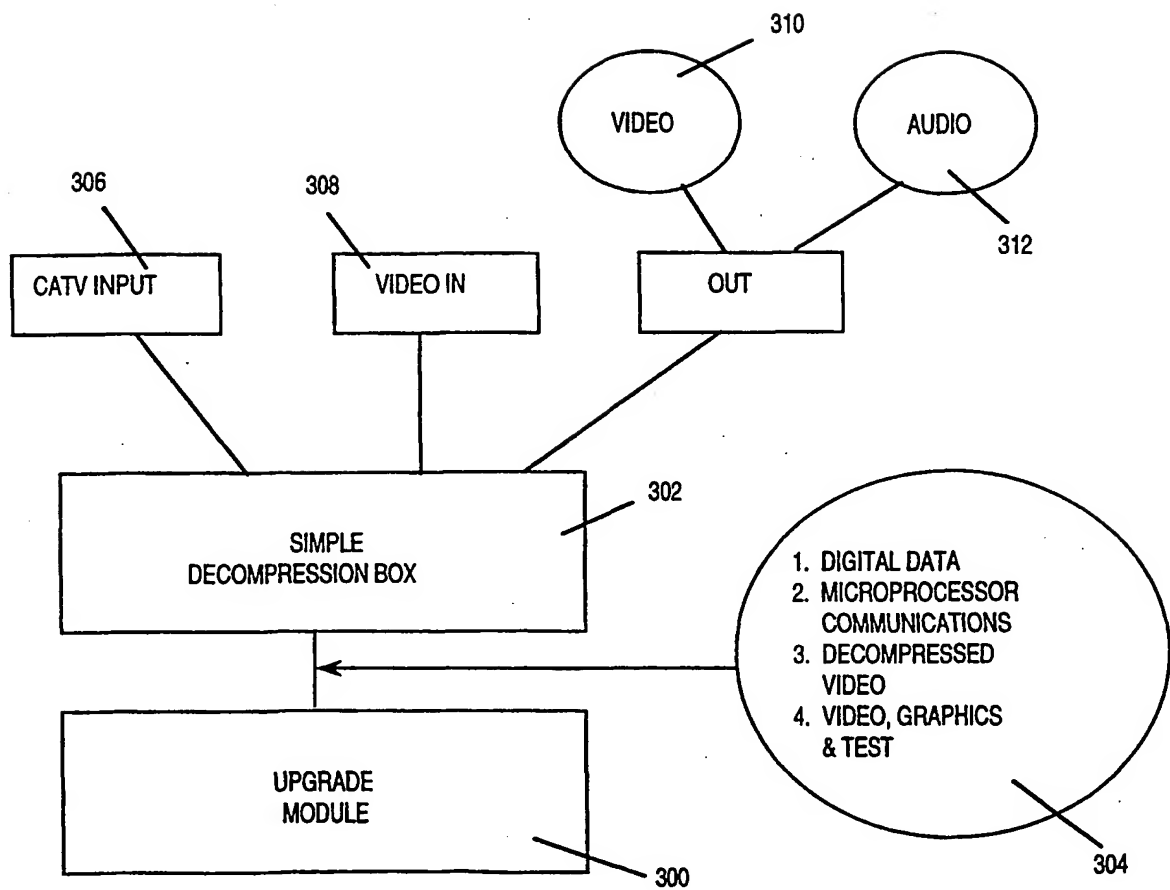 310
VIDEO
AUDIO
306
308
312
CATV INPUT
VIDEO IN
OUT
302
SIMPLE
DECOMPRESSION BOX
1. DIGITAL DATA
2. MICROPROCESSOR
COMMUNICATIONS
3. DECOMPRESSED
VIDEO
4. VIDEO, GRAPHICS
& TEST
UPGRADE
MODULE
300
304